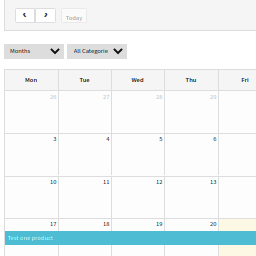 Today
Months All Categorie
Mon Tue Wed Thu Fri
26 27 28 29
3 4 5 6
10 11 12 13
17 18 19 20
Test one product